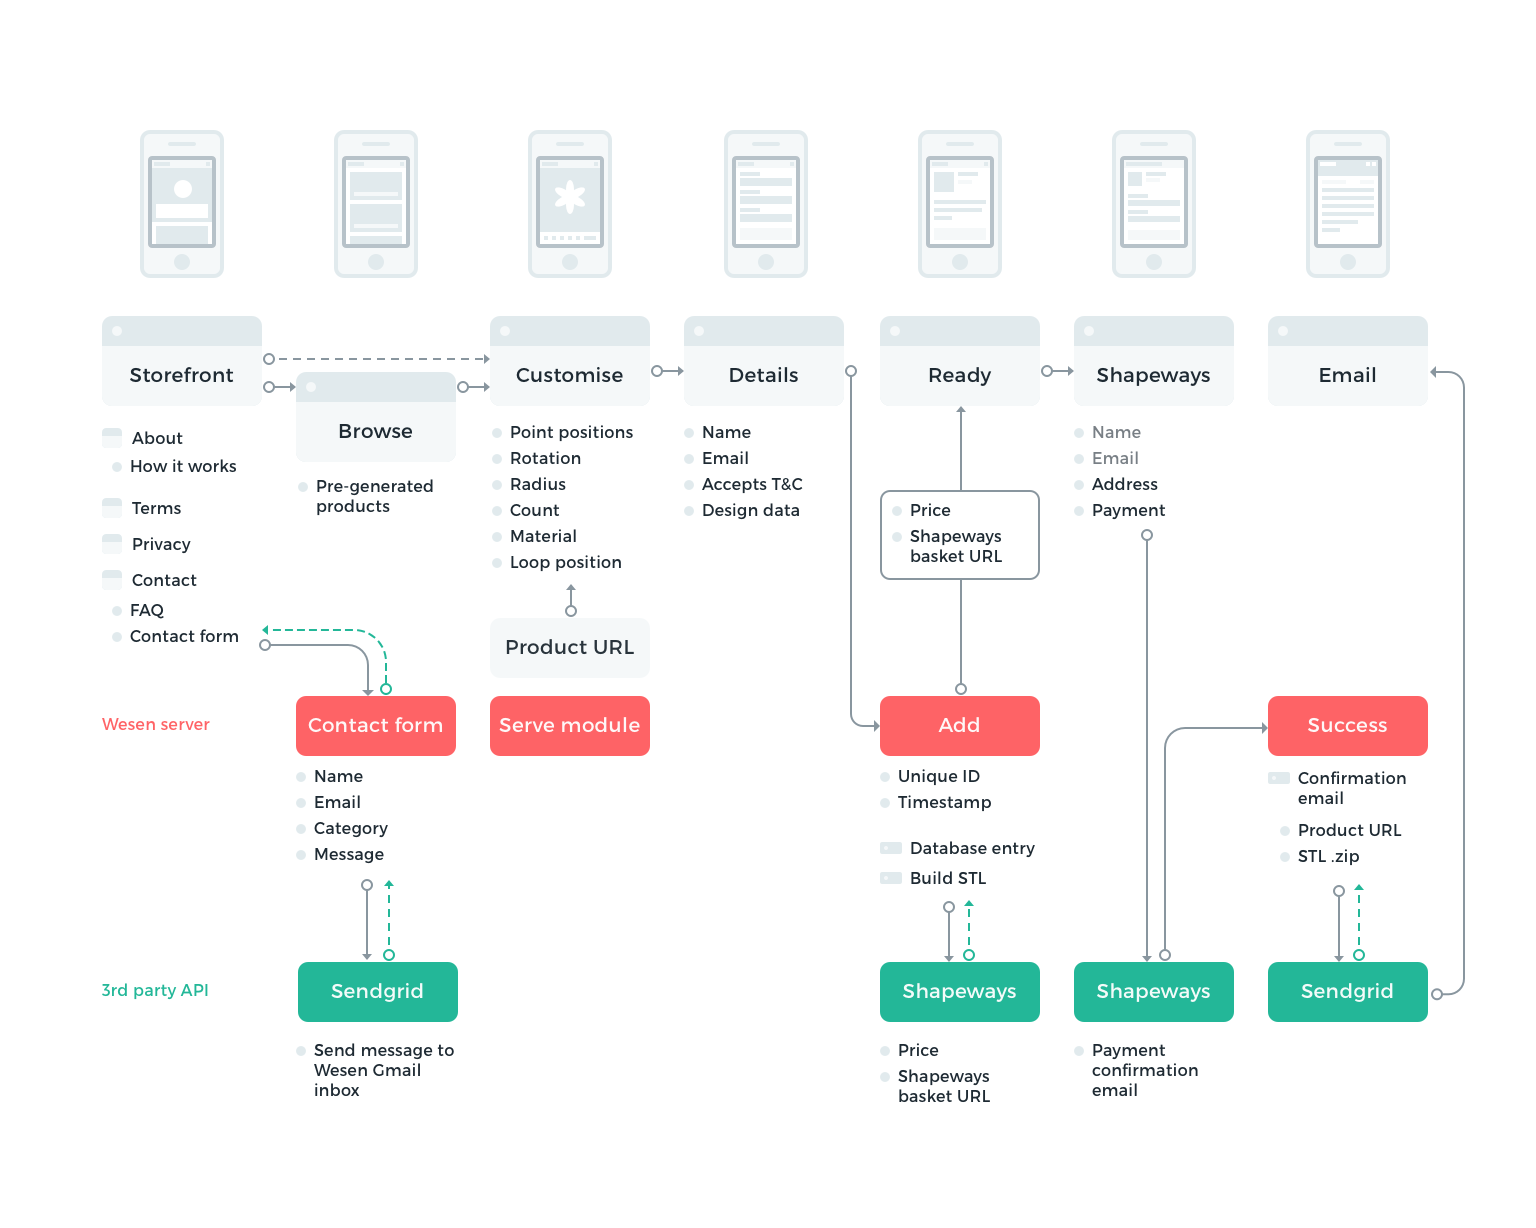 Storefront
Browse
Customise
Details
Ready
Shapeways
Email
About
How it works
Terms
Privacy
Contact
FAQ
Contact form
Pre-generated
products
Point positions
Rotation
Radius
Count
Material
Loop position
Product URL
Name
Email
Accepts T&C
Design data
Price
Shapeways
basket URL
Name
Email
Address
Payment
Wesen server
Contact form
Serve module
Add
Success
Name
Email
Category
Message
Unique ID
Timestamp
Database entry
Build STL
Confirmation
email
Product URL
STL .zip
3rd party API
Sendgrid
Shapeways
Shapeways
Sendgrid
Send message to
Wesen Gmail
inbox
Price
Shapeways
basket URL
Payment
confirmation
email